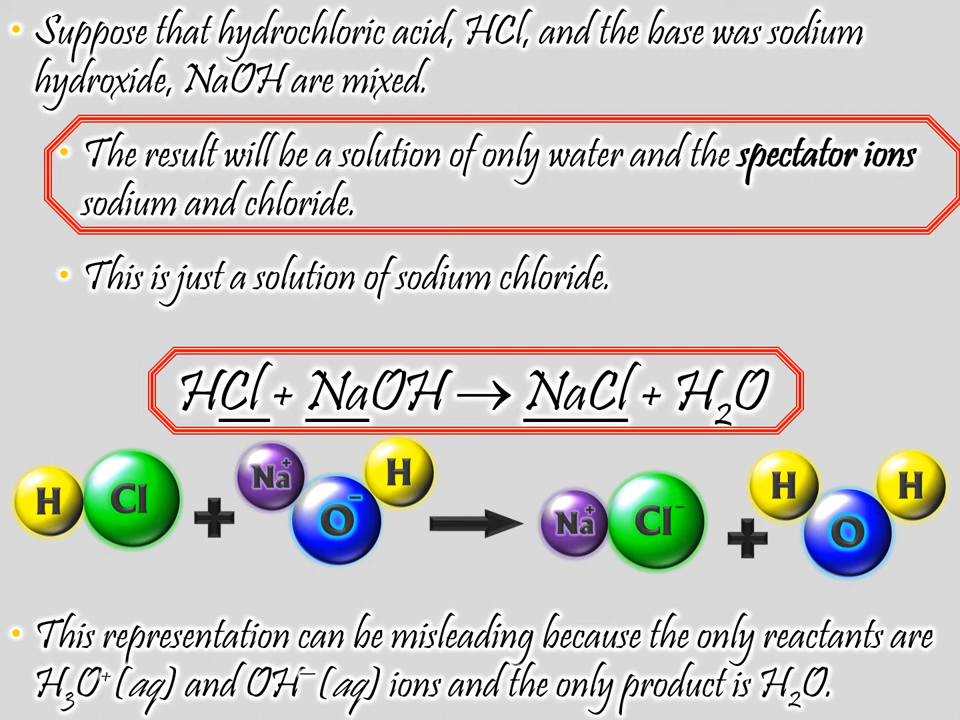 • Suppose that hydrochloric acid, HCl, and the base was sodium
hydroxide, NaOH are mixed.
• The result will be a solution of only water and the spectator ions
sodium and chloride.
• This is just a solution of sodium chloride.
HCl + NaOH → NaCl + H₂O
H Cl + Na⁺ O⁻ H → Na⁺ Cl⁻ + H O H
• This representation can be misleading because the only reactants are
H₃O⁺ (aq) and OH⁻ (aq) ions and the only product is H₂O.